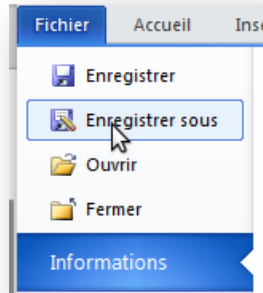 Fichier Accueil
Enregistrer
Enregistrer sous
Ouvrir
Fermer
Informations